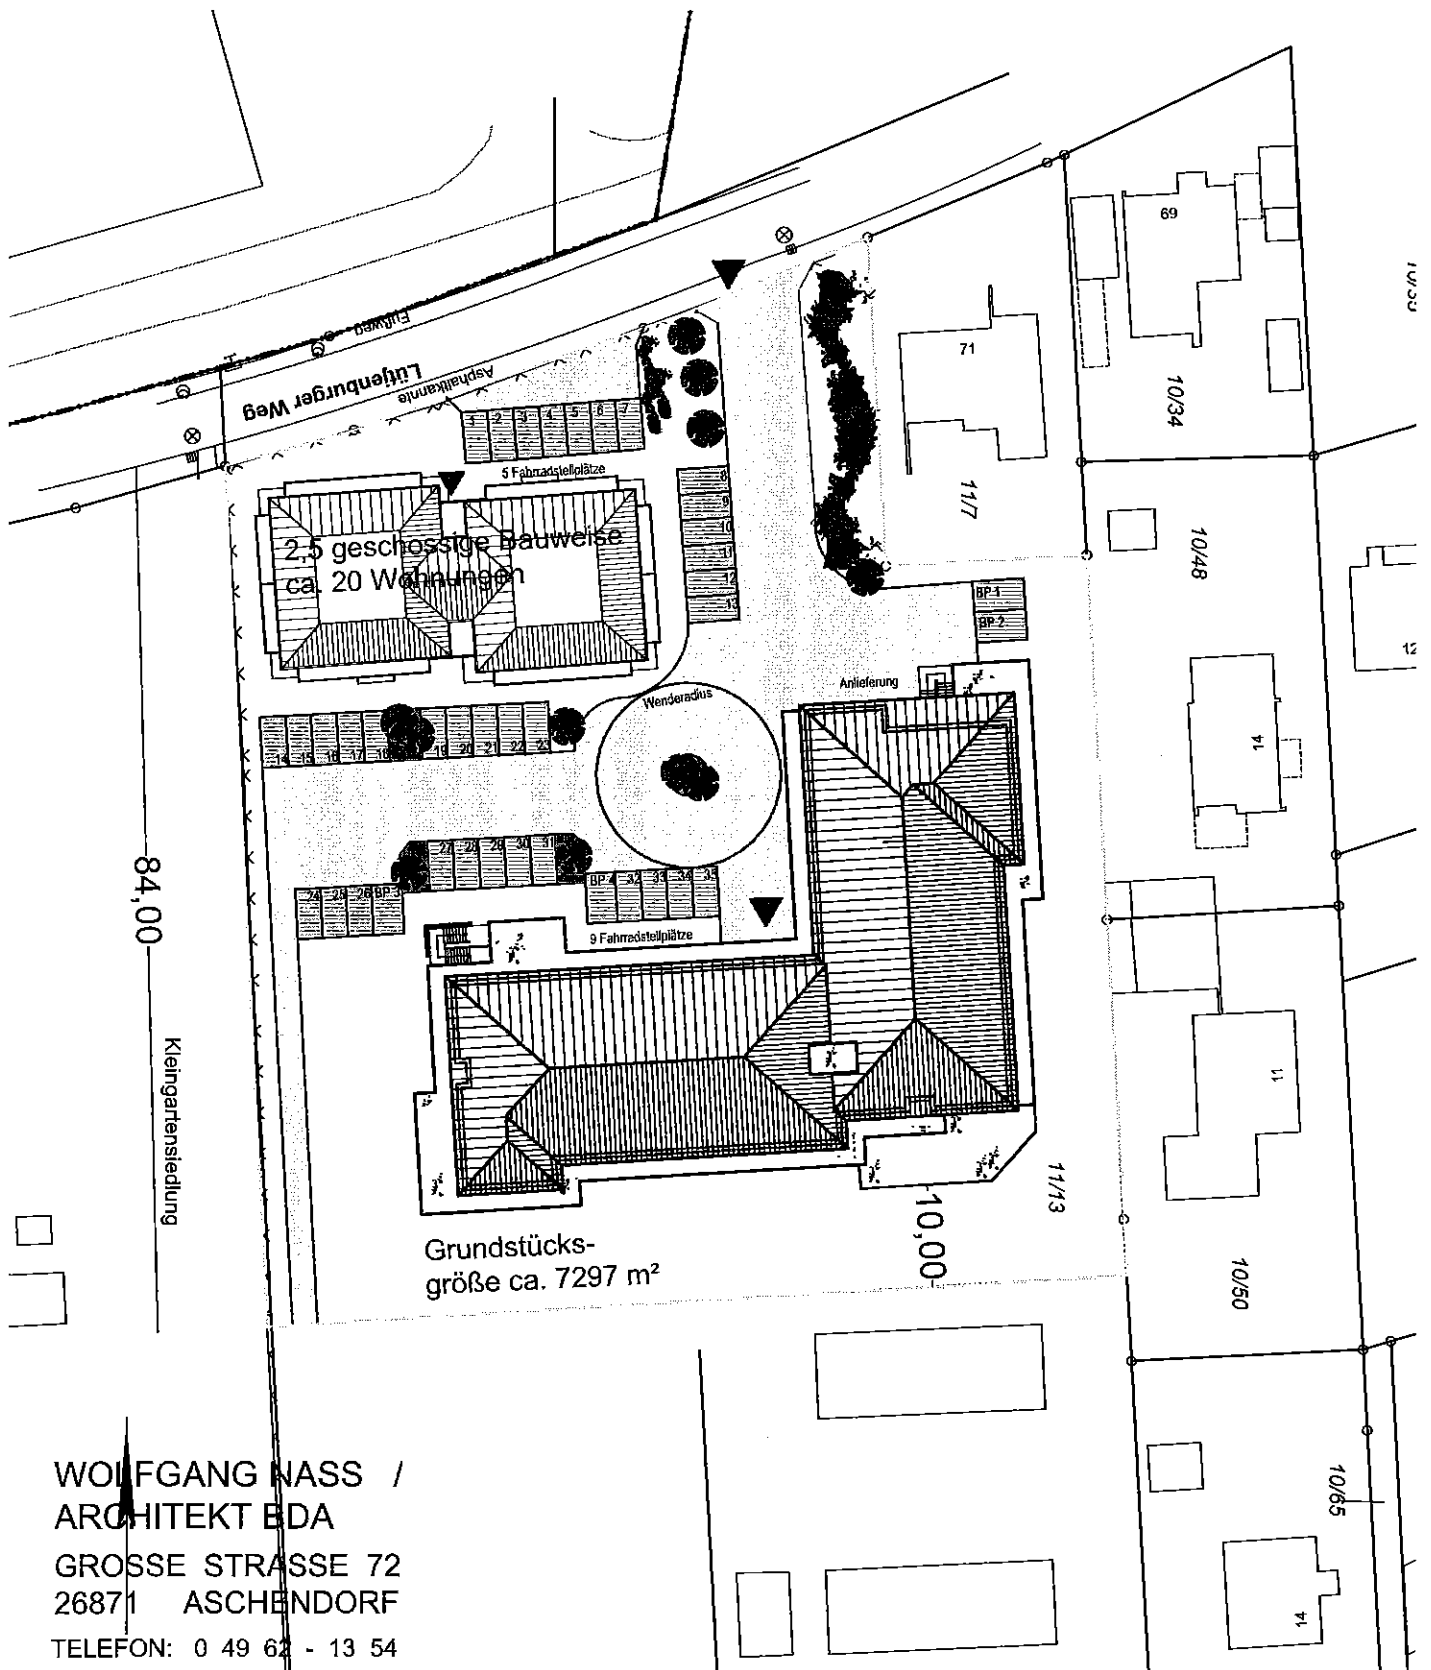 10/39
69
71
10/34
11/7
10/48
12
14
11
10/50
11/13
10/65
14
Fußweg
Lütjenburger Weg
Asphaltkannte
1 2 3 4 5 6 7
5 Fahrradstellplätze
8
9
10
11
12
13
2,5 geschossige Bauweise
ca. 20 Wohnungen
BP 1
BP 2
Anlieferung
Wenderadius
14 15 16 17 18 19 20 21 22 23
27 28 29 30 31
24 25 26 BP 3
BP 4 32 33 34 35
9 Fahrradstellplätze
84,00
Kleingartensiedlung
10,00
Grundstücks-
größe ca. 7297 m²
WOLFGANG NASS /
ARCHITEKT BDA
GROSSE STRASSE 72
26871 ASCHENDORF
TELEFON: 0 49 62 - 13 54